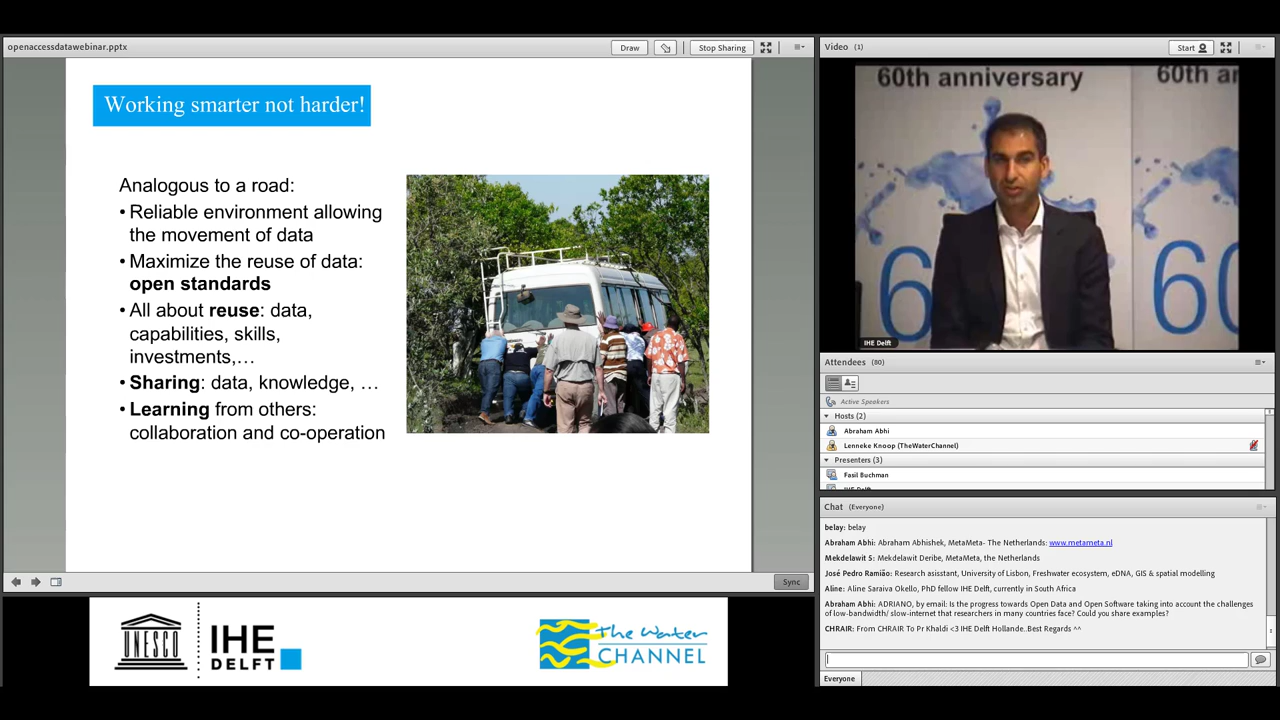 openaccessdatawebinar.pptx
Draw
Stop Sharing
Working smarter not harder!
Analogous to a road:
• Reliable environment allowing
the movement of data
• Maximize the reuse of data:
open standards
• All about reuse: data,
capabilities, skills,
investments,…
• Sharing: data, knowledge, …
• Learning from others:
collaboration and co-operation
Sync
UNESCO
IHE
DELFT
The Water
CHANNEL
Video (1)
Start
60th anniversary
60th an
60
60
IHE Delft
Attendees (80)
Active Speakers
Hosts (2)
Abraham Abhi
Lenneke Knoop (TheWaterChannel)
Presenters (3)
Fasil Buchman
IHE Delft
Chat (Everyone)
belay: belay
Abraham Abhi: Abraham Abhishek, MetaMeta- The Netherlands: www.metameta.nl
Mekdelawit S: Mekdelawit Deribe, MetaMeta, the Netherlands
José Pedro Ramião: Research asisstant, University of Lisbon, Freshwater ecosystem, eDNA, GIS & spatial modelling
Aline: Aline Saraiva Okello, PhD fellow IHE Delft, currently in South Africa
Abraham Abhi: ADRIANO, by email: Is the progress towards Open Data and Open Software taking into account the challenges
of low-bandwidth/ slow-internet that researchers in many countries face? Could you share examples?
CHRAIR: From CHRAIR To Pr Khaldi <3 IHE Delft Hollande..Best Regards ^^
Everyone